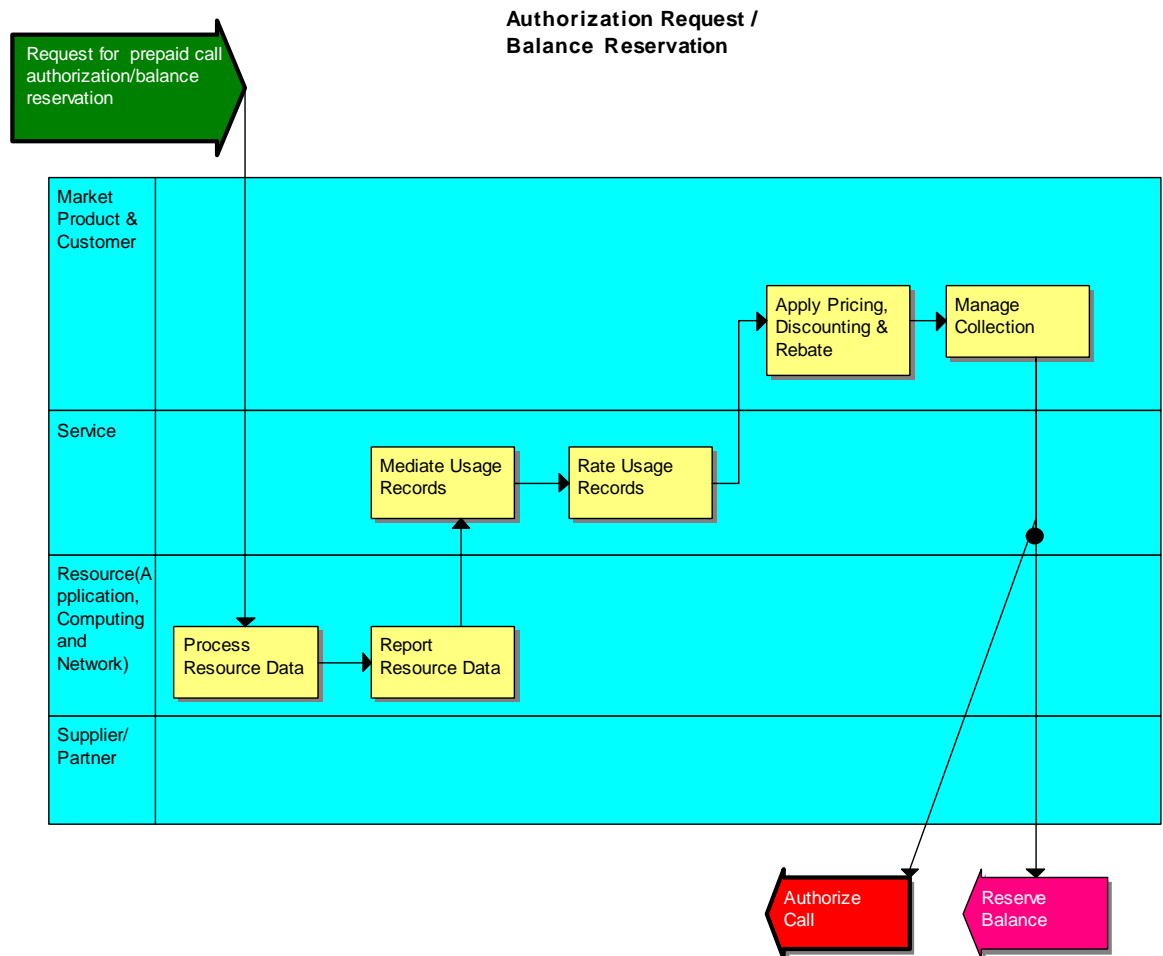 Authorization Request /
Balance Reservation
Request for prepaid call
authorization/balance
reservation
Market
Product &
Customer
Apply Pricing,
Discounting &
Rebate
Manage
Collection
Service
Mediate Usage
Records
Rate Usage
Records
Resource(A
pplication,
Computing
and
Network)
Process
Resource Data
Report
Resource Data
Supplier/
Partner
Authorize
Call
Reserve
Balance